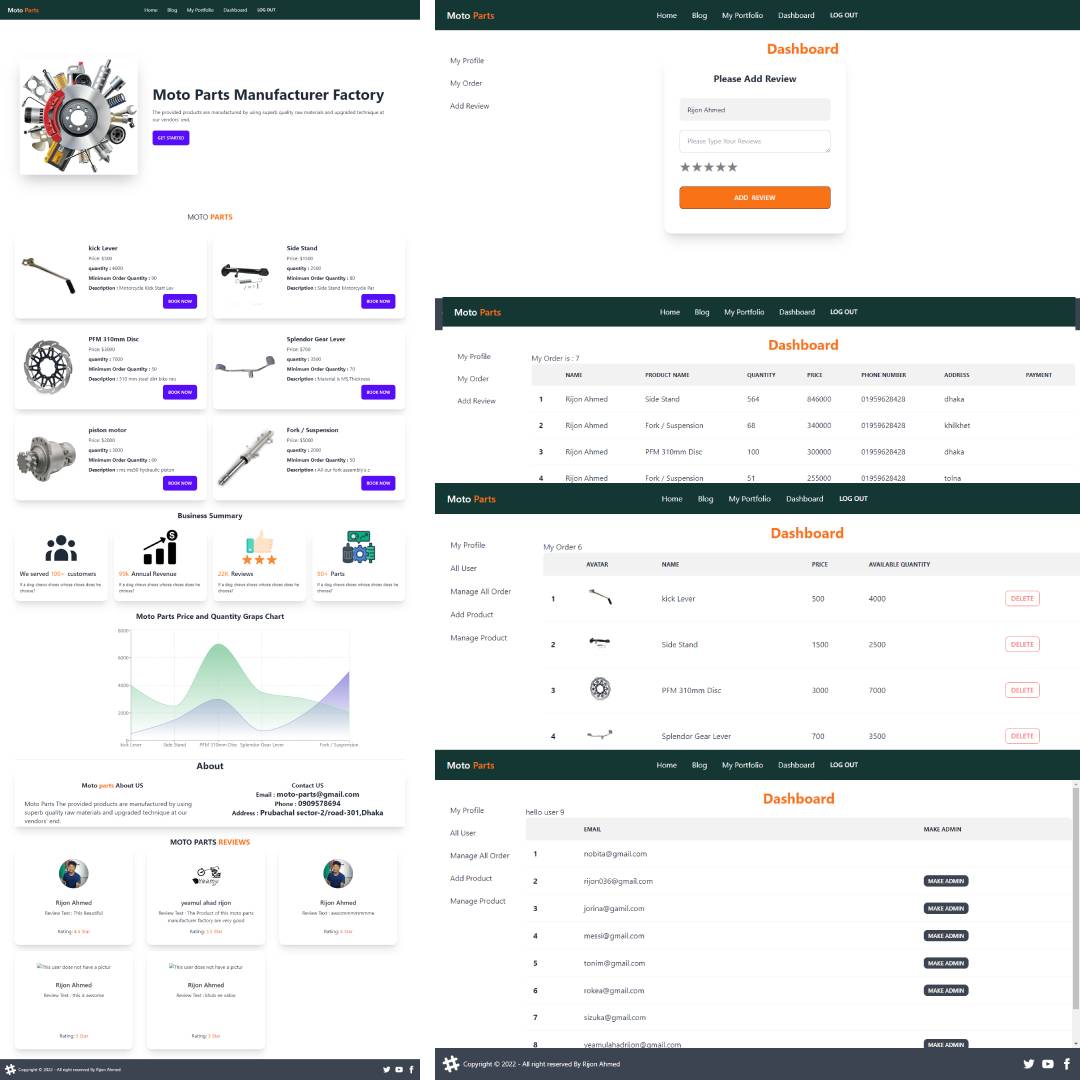 Moto Parts
Home Blog My Portfolio Dashboard LOG OUT
Moto Parts Manufacturer Factory
The provided products are manufactured by using superb quality raw materials and upgraded technique at
our vendors' end.
GET STARTED
MOTO PARTS
kick Lever
Price: $500
quantity : 4000
Minimum Order Quantity : 90
Description : Motorcycle Kick Start Lev
BOOK NOW
Side Stand
Price: $1500
quantity : 2500
Minimum Order Quantity : 80
Description : Side Stand Motorcycle Par
BOOK NOW
PFM 310mm Disc
Price: $3000
quantity : 7000
Minimum Order Quantity : 50
Description : 310 mm steel dirt bike rea
BOOK NOW
Splendor Gear Lever
Price: $700
quantity : 3500
Minimum Order Quantity : 70
Description : Material is MS,Thickness
BOOK NOW
piston motor
Price: $3000
quantity : 3000
Minimum Order Quantity : 60
Description : ms ms50 hydraulic piston
BOOK NOW
Fork / Suspension
Price: $5000
quantity : 2000
Minimum Order Quantity : 50
Description : All our fork assembly's c
BOOK NOW
Business Summary
We served 100+ customers
If a dog chews shoes whose shoes does he
choose?
99k Annual Revenue
If a dog chews shoes whose shoes does he
choose?
22K Reviews
If a dog chews shoes whose shoes does he
choose?
50+ Parts
If a dog chews shoes whose shoes does he
choose?
Moto Parts Price and Quantity Graps Chart
8000
6000
4000
2000
0
kick Lever Side Stand PFM 310mm Disc Splendor Gear Lever Fork / Suspension
About
Moto parts About US
Moto Parts The provided products are manufactured by using
superb quality raw materials and upgraded technique at our
vendors' end.
Contact US
Email : moto-parts@gmail.com
Phone : 0909578694
Address : Prubachal sector-2/road-301,Dhaka
MOTO PARTS REVIEWS
Rijon Ahmed
Review Text : This Beautiful
Rating: 4.5 Star
yeamu
yeamul ahad rijon
Review Text : The Product of this moto parts
manufacturer factory are very good
Rating: 5 Star
Rijon Ahmed
Review Text : awsommmmmmme
Rating: 4 Star
This user dose not have a pictur
Rijon Ahmed
Review Text : this is awsome
Rating: 5 Star
This user dose not have a pictur
Rijon Ahmed
Review Text : khub ee valoo
Rating: 3 Star
Copyright © 2022 - All right reserved By Rijon Ahmed
Moto Parts
Home Blog My Portfolio Dashboard LOG OUT
Dashboard
My Profile
My Order
Add Review
Please Add Review
Rijon Ahmed
Please Type Your Reviews
ADD REVIEW
Moto Parts
Home Blog My Portfolio Dashboard LOG OUT
Dashboard
My Profile
My Order
Add Review
My Order is : 7
NAME PRODUCT NAME QUANTITY PRICE PHONE NUMBER ADDRESS PAYMENT
1 Rijon Ahmed Side Stand 564 846000 01959628428 dhaka
2 Rijon Ahmed Fork / Suspension 68 340000 01959628428 khilkhet
3 Rijon Ahmed PFM 310mm Disc 100 300000 01959628428 dhaka
4 Rijon Ahmed Fork / Suspension 51 255000 01959628428 tolna
Moto Parts
Home Blog My Portfolio Dashboard LOG OUT
Dashboard
My Profile
All User
Manage All Order
Add Product
Manage Product
My Order 6
AVATAR NAME PRICE AVAILABLE QUANTITY
1 kick Lever 500 4000 DELETE
2 Side Stand 1500 2500 DELETE
3 PFM 310mm Disc 3000 7000 DELETE
4 Splendor Gear Lever 700 3500 DELETE
Moto Parts
Home Blog My Portfolio Dashboard LOG OUT
Dashboard
My Profile
All User
Manage All Order
Add Product
Manage Product
hello user 9
EMAIL MAKE ADMIN
1 nobita@gmail.com
2 rijon036@gmail.com MAKE ADMIN
3 jorina@gamil.com MAKE ADMIN
4 messi@gmail.com MAKE ADMIN
5 tonim@gmail.com MAKE ADMIN
6 rokea@gmail.com MAKE ADMIN
7 sizuka@gmail.com
8 yeamulahadrijon@gmail.com MAKE ADMIN
Copyright © 2022 - All right reserved By Rijon Ahmed